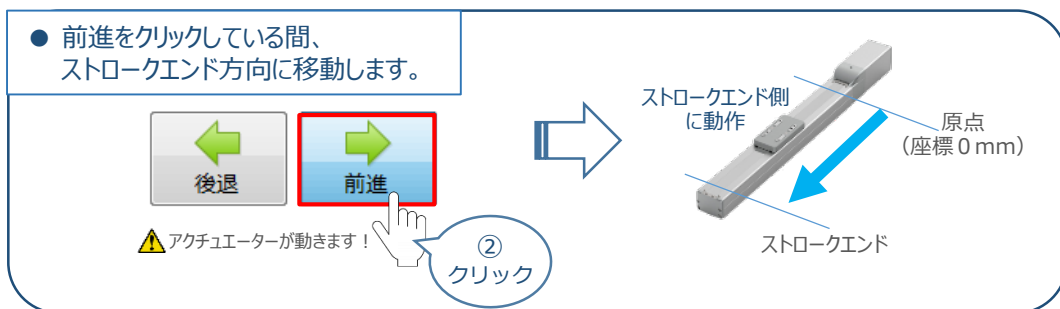 ● 前進をクリックしている間、
ストロークエンド方向に移動します。
後退
前進
アクチュエーターが動きます！
②
クリック
ストロークエンド側
に動作
原点
（座標０mm）
ストロークエンド